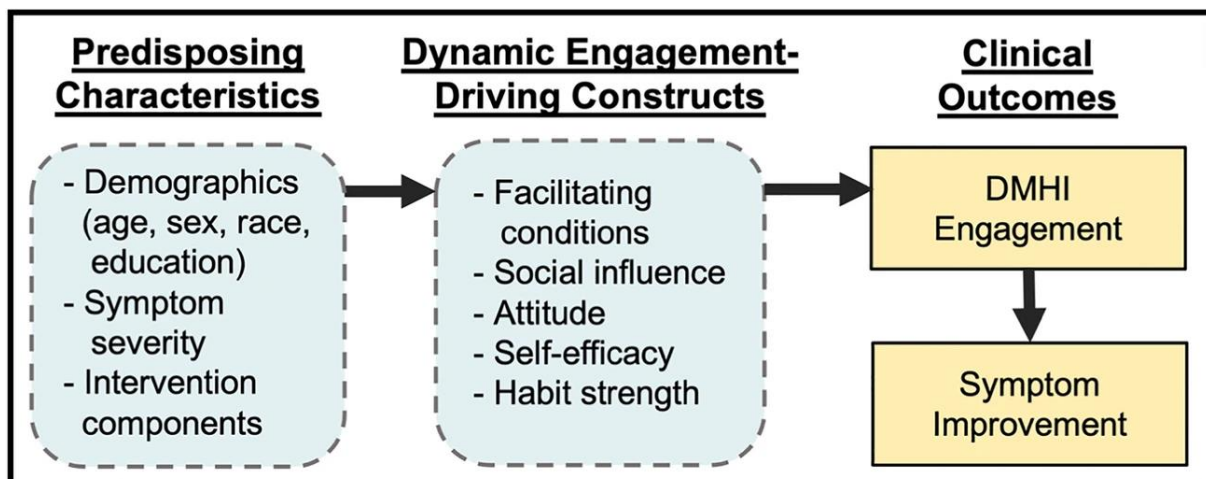 Predisposing
Characteristics
- Demographics
(age, sex, race,
education)
- Symptom
severity
- Intervention
components
Dynamic Engagement-
Driving Constructs
- Facilitating
conditions
- Social influence
- Attitude
- Self-efficacy
- Habit strength
Clinical
Outcomes
DMHI
Engagement
Symptom
Improvement